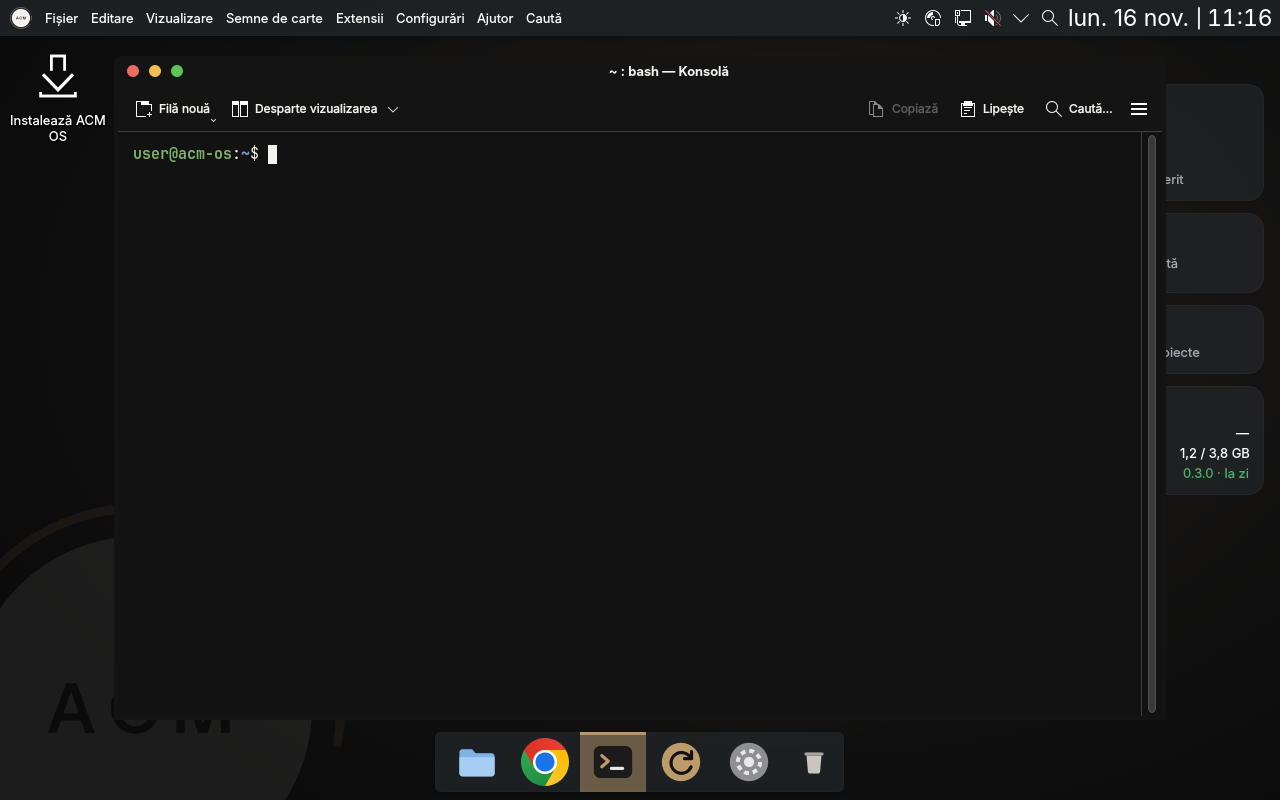 ACM Fișier Editare Vizualizare Semne de carte Extensii Configurări Ajutor Caută lun. 16 nov. | 11:16
Instalează ACM
OS
~ : bash — Konsolă
Filă nouă Desparte vizualizarea Copiază Lipește Caută...
user@acm-os:~$
erit
tă
biecte
—
1,2 / 3,8 GB
0.3.0 · la zi
ACM